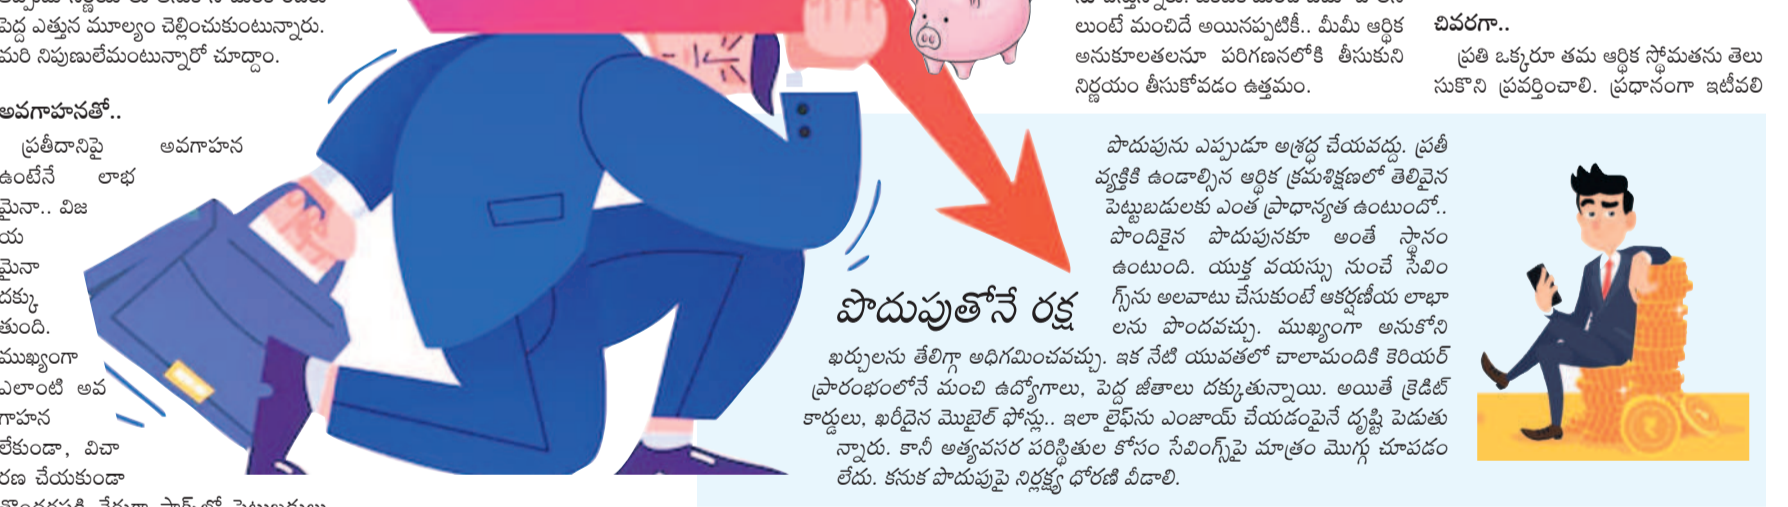 పెద్ద ఎత్తున మూల్యం చెల్లించుకుంటున్నారు.
మరి నిపుణులేమంటున్నారో చూద్దాం.
అవగాహనతో..
ప్రతీదానిపై అవగాహన
ఉంటేనే లాభ
మైనా.. విజ
య
మైనా
దక్కు
తుంది.
ముఖ్యంగా
ఎలాంటి అవ
గాహన
లేకుండా, విచా
రణ చేయకుండా
లుంటే మంచిదే అయినప్పటికీ.. మీమీ ఆర్థిక
అనుకూలతలనూ పరిగణనలోకి తీసుకుని
నిర్ణయం తీసుకోవడం ఉత్తమం.
చివరగా..
ప్రతి ఒక్కరూ తమ ఆర్థిక స్తోమతను తెలు
సుకొని ప్రవర్తించాలి. ప్రధానంగా ఇటీవలి
పొదుపుతోనే రక్ష
పొదుపును ఎప్పుడూ అశ్రద్ధ చేయవద్దు. ప్రతీ
వ్యక్తికి ఉండాల్సిన ఆర్థిక క్రమశిక్షణలో తెలివైన
పెట్టుబడులకు ఎంత ప్రాధాన్యత ఉంటుందో..
పొందికైన పొదుపునకూ అంతే స్థానం
ఉంటుంది. యుక్త వయస్సు నుంచే సేవిం
గ్స్‌ను అలవాటు చేసుకుంటే ఆకర్షణీయ లాభా
లను పొందవచ్చు. ముఖ్యంగా అనుకోని
ఖర్చులను తేలిగ్గా అధిగమించవచ్చు. ఇక నేటి యువతలో చాలామందికి కెరియర్
ప్రారంభంలోనే మంచి ఉద్యోగాలు, పెద్ద జీతాలు దక్కుతున్నాయి. అయితే క్రెడిట్
కార్డులు, ఖరీదైన మొబైల్ ఫోన్లు.. ఇలా లైఫ్‌ను ఎంజాయ్ చేయడంపైనే దృష్టి పెడుతు
న్నారు. కానీ అత్యవసర పరిస్థితుల కోసం సేవింగ్స్‌పై మాత్రం మొగ్గు చూపడం
లేదు. కనుక పొదుపుపై నిర్లక్ష్య ధోరణి వీడాలి.